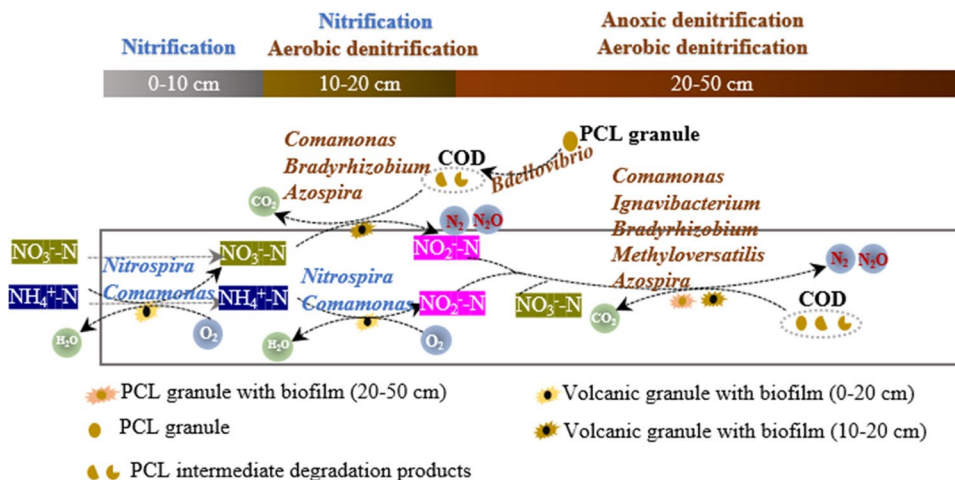 Nitrification
Nitrification
Aerobic denitrification
Anoxic denitrification
Aerobic denitrification
0-10 cm
10-20 cm
20-50 cm
Comamonas
Bradyrhizobium
Azospira
COD
PCL granule
Bdellovibrio
Comamonas
Ignavibacterium
Bradyrhizobium
Methyloversatilis
Azospira
CO₂
N₂
N₂O
NO₃⁻-N
NO₃⁻-N
NO₂⁻-N
Nitrospira
Comamonas
Nitrospira
Comamonas
N₂
N₂O
NH₄⁺-N
NH₄⁺-N
NO₂⁻-N
NO₃⁻-N
CO₂
COD
H₂O
O₂
H₂O
O₂
PCL granule with biofilm (20-50 cm)
PCL granule
PCL intermediate degradation products
Volcanic granule with biofilm (0-20 cm)
Volcanic granule with biofilm (10-20 cm)